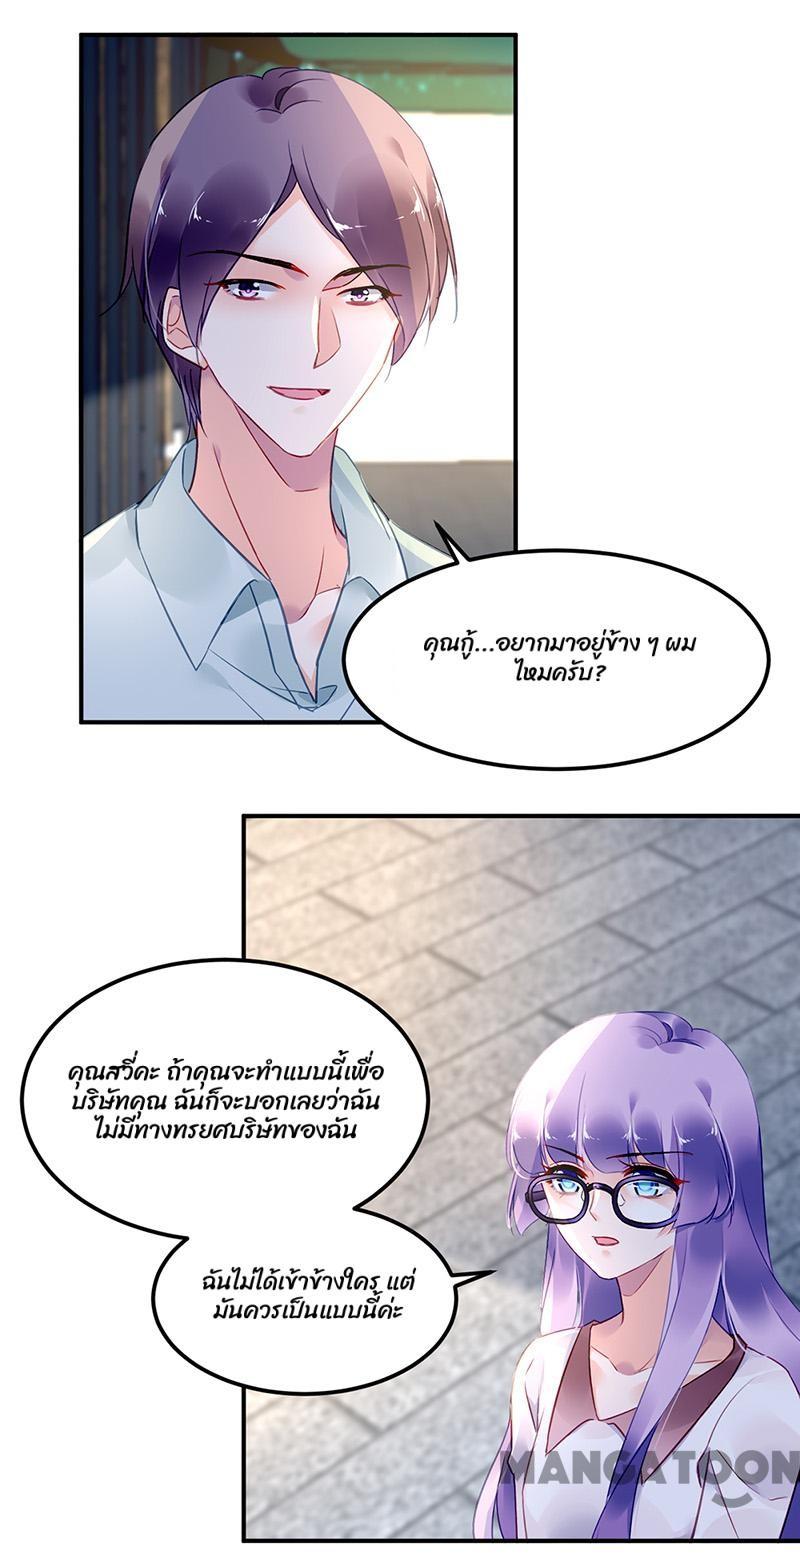 คุณกู้...อยากมาอยู่ข้าง ๆ ผม
ไหมครับ?
คุณสวี่คะ ถ้าคุณจะทำแบบนี้เพื่อ
บริษัทคุณ ฉันก็จะบอกเลยว่าฉัน
ไม่มีทางทรยศบริษัทของฉัน
ฉันไม่ได้เข้าข้างใคร แต่
มันควรเป็นแบบนี้ค่ะ
MANGATOON